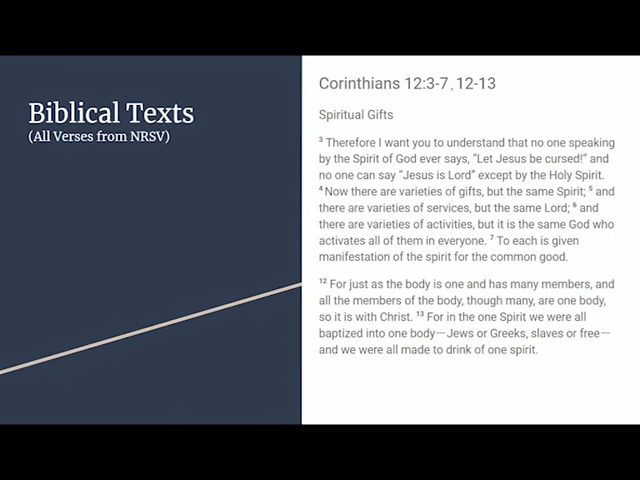 Biblical Texts
(All Verses from NRSV)
Corinthians 12:3-7 , 12-13
Spiritual Gifts
³ Therefore I want you to understand that no one speaking
by the Spirit of God ever says, “Let Jesus be cursed!” and
no one can say “Jesus is Lord” except by the Holy Spirit.
⁴ Now there are varieties of gifts, but the same Spirit; ⁵ and
there are varieties of services, but the same Lord; ⁶ and
there are varieties of activities, but it is the same God who
activates all of them in everyone. ⁷ To each is given
manifestation of the spirit for the common good.
¹² For just as the body is one and has many members, and
all the members of the body, though many, are one body,
so it is with Christ. ¹³ For in the one Spirit we were all
baptized into one body—Jews or Greeks, slaves or free—
and we were all made to drink of one spirit.